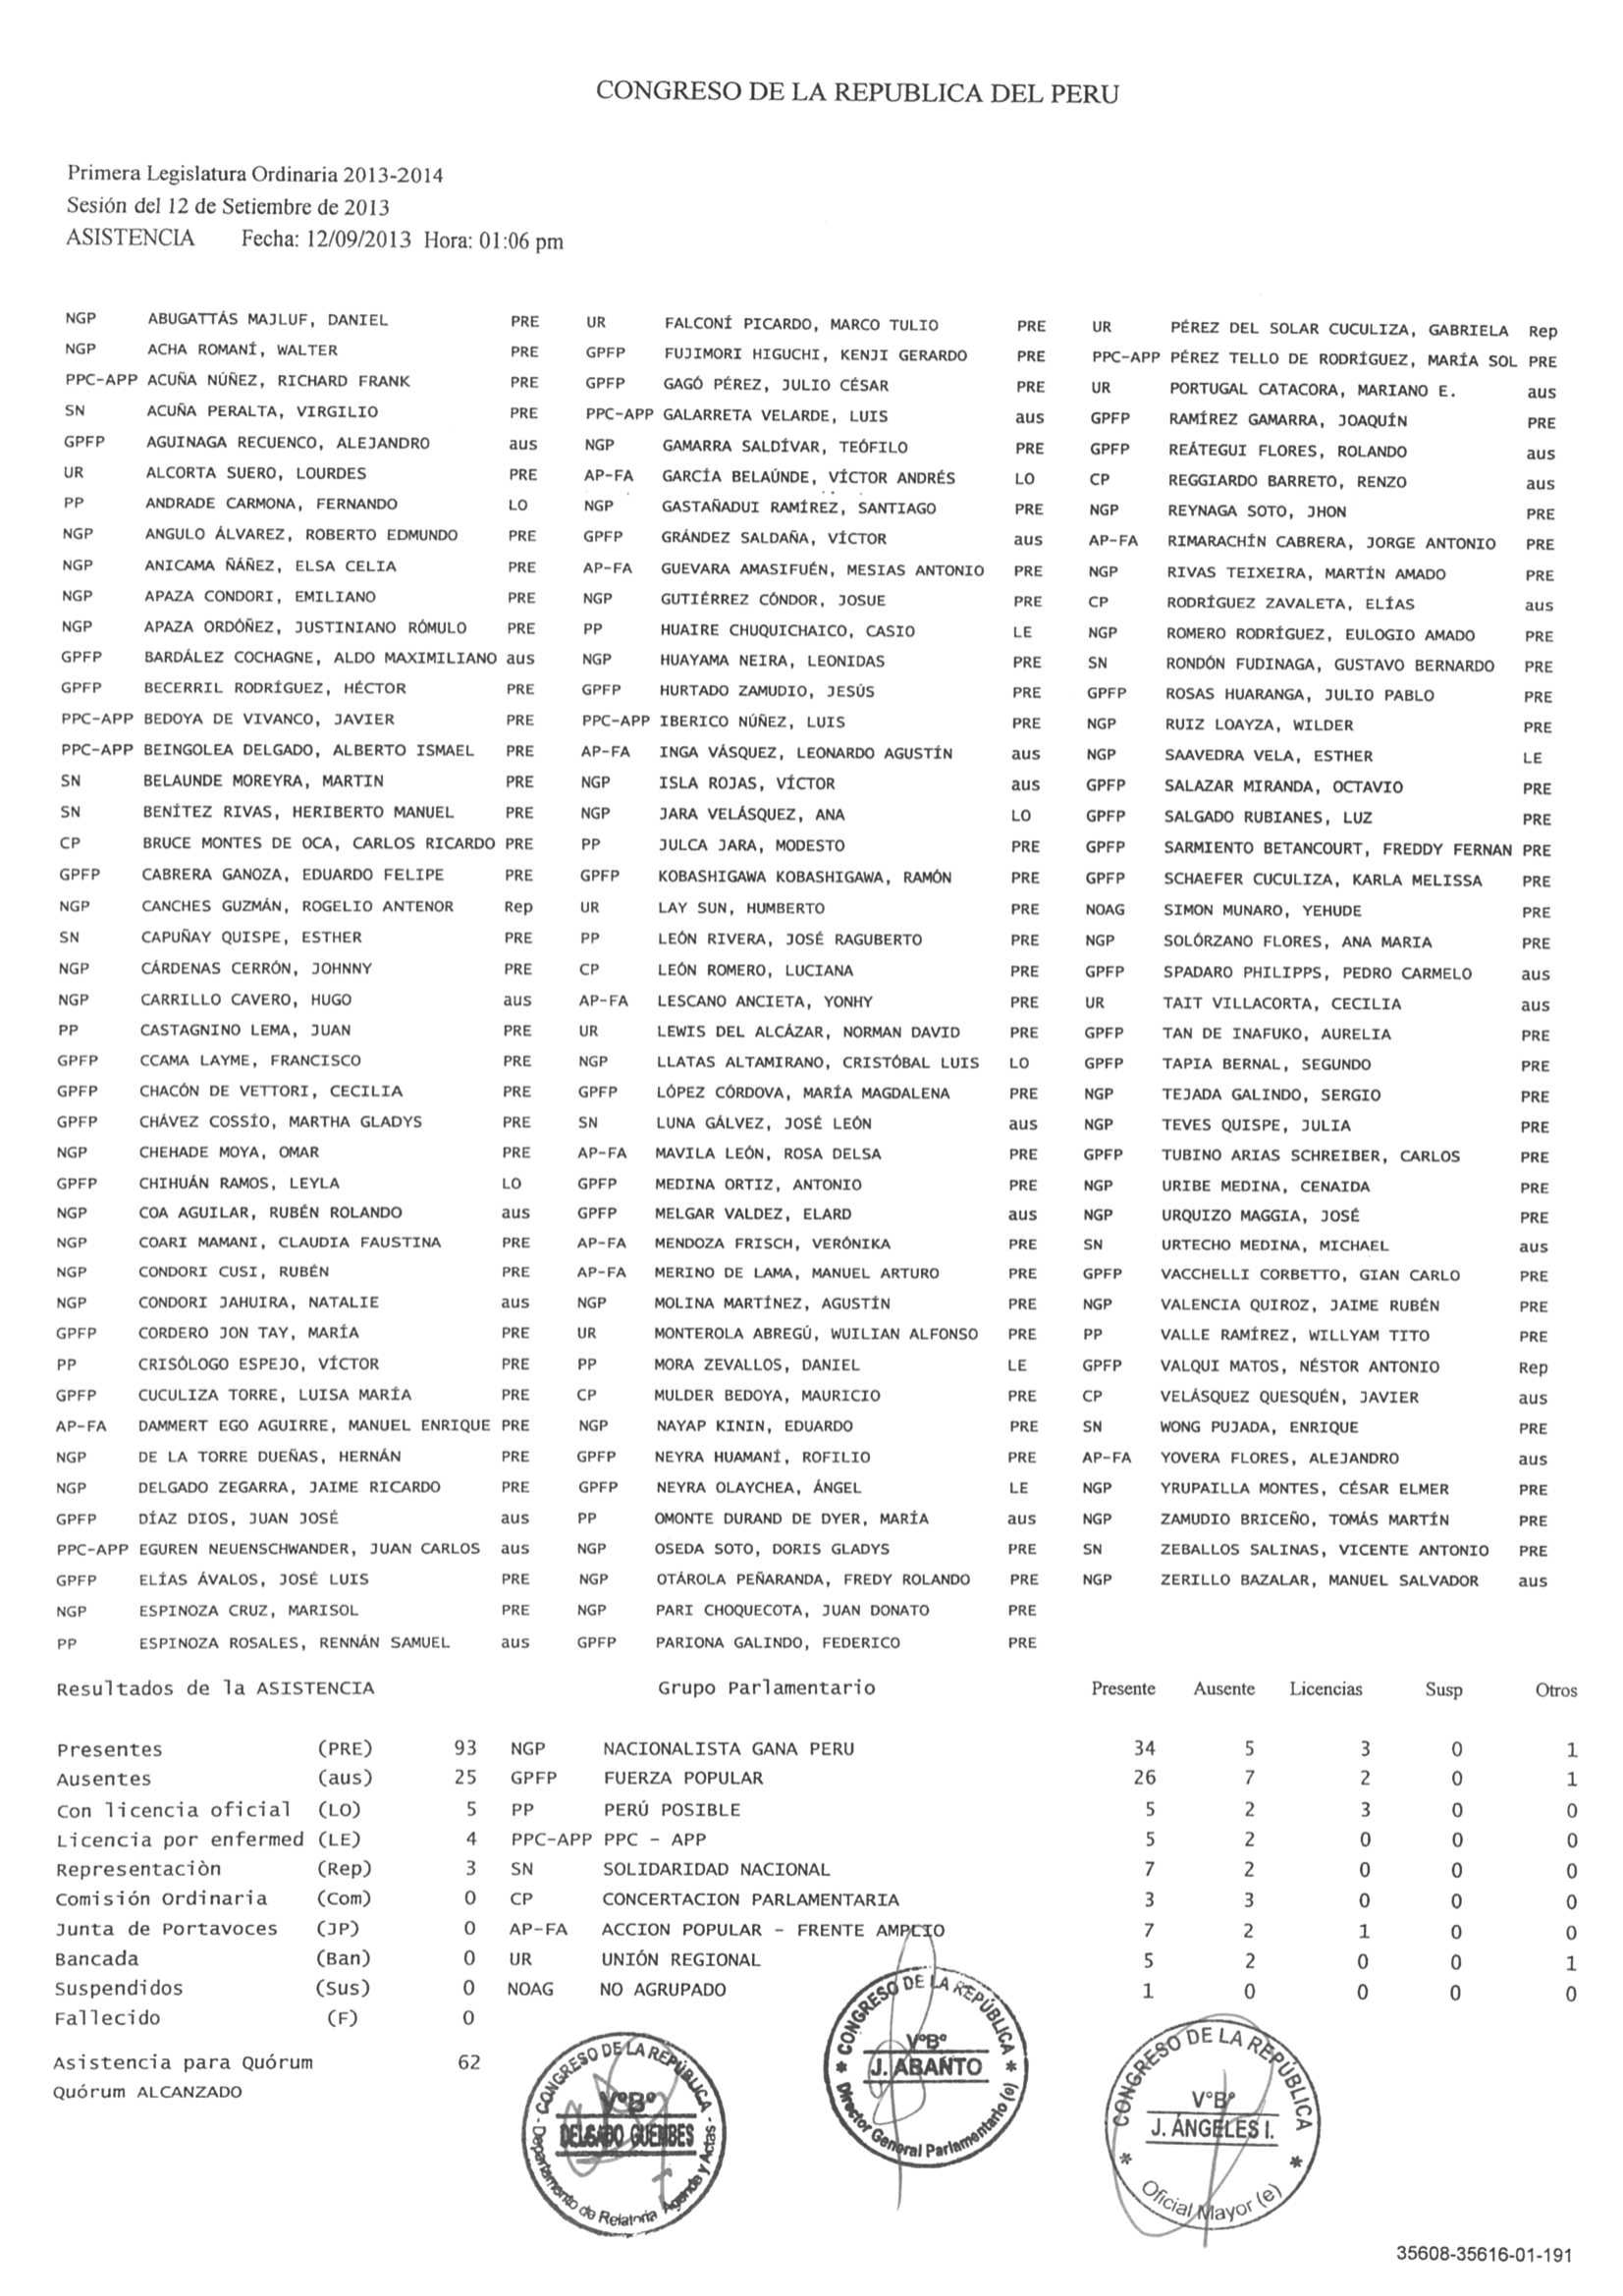 CONGRESO DE LA REPUBLICA DEL PERU
Primera Legislatura Ordinaria 2013-2014
Sesión del 12 de Setiembre de 2013
ASISTENCIA Fecha: 12/09/2013 Hora: 01:06 pm
NGP ABUGATTÁS MAJLUF, DANIEL PRE UR FALCONÍ PICARDO, MARCO TULIO PRE UR PÉREZ DEL SOLAR CUCULIZA, GABRIELA Rep
NGP ACHA ROMANÍ, WALTER PRE GPFP FUJIMORI HIGUCHI, KENJI GERARDO PRE PPC-APP PÉREZ TELLO DE RODRÍGUEZ, MARÍA SOL PRE
PPC-APP ACUÑA NÚÑEZ, RICHARD FRANK PRE GPFP GAGÓ PÉREZ, JULIO CÉSAR PRE UR PORTUGAL CATACORA, MARIANO E. aus
SN ACUÑA PERALTA, VIRGILIO PRE PPC-APP GALARRETA VELARDE, LUIS aus GPFP RAMÍREZ GAMARRA, JOAQUÍN PRE
GPFP AGUINAGA RECUENCO, ALEJANDRO aus NGP GAMARRA SALDÍVAR, TEÓFILO PRE GPFP REÁTEGUI FLORES, ROLANDO aus
UR ALCORTA SUERO, LOURDES PRE AP-FA GARCÍA BELAÚNDE, VÍCTOR ANDRÉS LO CP REGGIARDO BARRETO, RENZO aus
PP ANDRADE CARMONA, FERNANDO LO NGP GASTAÑADUI RAMÍREZ, SANTIAGO PRE NGP REYNAGA SOTO, JHON PRE
NGP ANGULO ÁLVAREZ, ROBERTO EDMUNDO PRE GPFP GRÁNDEZ SALDAÑA, VÍCTOR aus AP-FA RIMARACHÍN CABRERA, JORGE ANTONIO PRE
NGP ANICAMA ÑÁÑEZ, ELSA CELIA PRE AP-FA GUEVARA AMASIFUÉN, MESIAS ANTONIO PRE NGP RIVAS TEIXEIRA, MARTÍN AMADO PRE
NGP APAZA CONDORI, EMILIANO PRE NGP GUTIÉRREZ CÓNDOR, JOSUE PRE CP RODRÍGUEZ ZAVALETA, ELÍAS aus
NGP APAZA ORDÓÑEZ, JUSTINIANO RÓMULO PRE PP HUAIRE CHUQUICHAICO, CASIO LE NGP ROMERO RODRÍGUEZ, EULOGIO AMADO PRE
GPFP BARDÁLEZ COCHAGNE, ALDO MAXIMILIANO aus NGP HUAYAMA NEIRA, LEONIDAS PRE SN RONDÓN FUDINAGA, GUSTAVO BERNARDO PRE
GPFP BECERRIL RODRÍGUEZ, HÉCTOR PRE GPFP HURTADO ZAMUDIO, JESÚS PRE GPFP ROSAS HUARANGA, JULIO PABLO PRE
PPC-APP BEDOYA DE VIVANCO, JAVIER PRE PPC-APP IBERICO NÚÑEZ, LUIS PRE NGP RUIZ LOAYZA, WILDER PRE
PPC-APP BEINGOLEA DELGADO, ALBERTO ISMAEL PRE AP-FA INGA VÁSQUEZ, LEONARDO AGUSTÍN aus NGP SAAVEDRA VELA, ESTHER LE
SN BELAUNDE MOREYRA, MARTIN PRE NGP ISLA ROJAS, VÍCTOR aus GPFP SALAZAR MIRANDA, OCTAVIO PRE
SN BENÍTEZ RIVAS, HERIBERTO MANUEL PRE NGP JARA VELÁSQUEZ, ANA LO GPFP SALGADO RUBIANES, LUZ PRE
CP BRUCE MONTES DE OCA, CARLOS RICARDO PRE PP JULCA JARA, MODESTO PRE GPFP SARMIENTO BETANCOURT, FREDDY FERNAN PRE
GPFP CABRERA GANOZA, EDUARDO FELIPE PRE GPFP KOBASHIGAWA KOBASHIGAWA, RAMÓN PRE GPFP SCHAEFER CUCULIZA, KARLA MELISSA PRE
NGP CANCHES GUZMÁN, ROGELIO ANTENOR Rep UR LAY SUN, HUMBERTO PRE NOAG SIMON MUNARO, YEHUDE PRE
SN CAPUÑAY QUISPE, ESTHER PRE PP LEÓN RIVERA, JOSÉ RAGUBERTO PRE NGP SOLÓRZANO FLORES, ANA MARIA PRE
NGP CÁRDENAS CERRÓN, JOHNNY PRE CP LEÓN ROMERO, LUCIANA PRE GPFP SPADARO PHILIPPS, PEDRO CARMELO aus
NGP CARRILLO CAVERO, HUGO aus AP-FA LESCANO ANCIETA, YONHY PRE UR TAIT VILLACORTA, CECILIA aus
PP CASTAGNINO LEMA, JUAN PRE UR LEWIS DEL ALCÁZAR, NORMAN DAVID PRE GPFP TAN DE INAFUKO, AURELIA PRE
GPFP CCAMA LAYME, FRANCISCO PRE NGP LLATAS ALTAMIRANO, CRISTÓBAL LUIS LO GPFP TAPIA BERNAL, SEGUNDO PRE
GPFP CHACÓN DE VETTORI, CECILIA PRE GPFP LÓPEZ CÓRDOVA, MARÍA MAGDALENA PRE NGP TEJADA GALINDO, SERGIO PRE
GPFP CHÁVEZ COSSÍO, MARTHA GLADYS PRE SN LUNA GÁLVEZ, JOSÉ LEÓN aus NGP TEVES QUISPE, JULIA PRE
NGP CHEHADE MOYA, OMAR PRE AP-FA MAVILA LEÓN, ROSA DELSA PRE GPFP TUBINO ARIAS SCHREIBER, CARLOS PRE
GPFP CHIHUÁN RAMOS, LEYLA LO GPFP MEDINA ORTIZ, ANTONIO PRE NGP URIBE MEDINA, CENAIDA PRE
NGP COA AGUILAR, RUBÉN ROLANDO aus GPFP MELGAR VALDEZ, ELARD aus NGP URQUIZO MAGGIA, JOSÉ PRE
NGP COARI MAMANI, CLAUDIA FAUSTINA PRE AP-FA MENDOZA FRISCH, VERÓNIKA PRE SN URTECHO MEDINA, MICHAEL aus
NGP CONDORI CUSI, RUBÉN PRE AP-FA MERINO DE LAMA, MANUEL ARTURO PRE GPFP VACCHELLI CORBETTO, GIAN CARLO PRE
NGP CONDORI JAHUIRA, NATALIE aus NGP MOLINA MARTÍNEZ, AGUSTÍN PRE NGP VALENCIA QUIROZ, JAIME RUBÉN PRE
GPFP CORDERO JON TAY, MARÍA PRE UR MONTEROLA ABREGÚ, WUILIAN ALFONSO PRE PP VALLE RAMÍREZ, WILLYAM TITO PRE
PP CRISÓLOGO ESPEJO, VÍCTOR PRE PP MORA ZEVALLOS, DANIEL LE GPFP VALQUI MATOS, NÉSTOR ANTONIO Rep
GPFP CUCULIZA TORRE, LUISA MARÍA PRE CP MULDER BEDOYA, MAURICIO PRE CP VELÁSQUEZ QUESQUÉN, JAVIER aus
AP-FA DAMMERT EGO AGUIRRE, MANUEL ENRIQUE PRE NGP NAYAP KININ, EDUARDO PRE SN WONG PUJADA, ENRIQUE PRE
NGP DE LA TORRE DUEÑAS, HERNÁN PRE GPFP NEYRA HUAMANÍ, ROFILIO PRE AP-FA YOVERA FLORES, ALEJANDRO aus
NGP DELGADO ZEGARRA, JAIME RICARDO PRE GPFP NEYRA OLAYCHEA, ÁNGEL LE NGP YRUPAILLA MONTES, CÉSAR ELMER PRE
GPFP DÍAZ DIOS, JUAN JOSÉ aus PP OMONTE DURAND DE DYER, MARÍA aus NGP ZAMUDIO BRICEÑO, TOMÁS MARTÍN PRE
PPC-APP EGUREN NEUENSCHWANDER, JUAN CARLOS aus NGP OSEDA SOTO, DORIS GLADYS PRE SN ZEBALLOS SALINAS, VICENTE ANTONIO PRE
GPFP ELÍAS ÁVALOS, JOSÉ LUIS PRE NGP OTÁROLA PEÑARANDA, FREDY ROLANDO PRE NGP ZERILLO BAZALAR, MANUEL SALVADOR aus
NGP ESPINOZA CRUZ, MARISOL PRE NGP PARI CHOQUECOTA, JUAN DONATO PRE
PP ESPINOZA ROSALES, RENNÁN SAMUEL aus GPFP PARIONA GALINDO, FEDERICO PRE
Resultados de la ASISTENCIA Grupo Parlamentario Presente Ausente Licencias Susp Otros
Presentes (PRE) 93 NGP NACIONALISTA GANA PERU 34 5 3 0 1
Ausentes (aus) 25 GPFP FUERZA POPULAR 26 7 2 0 1
Con licencia oficial (LO) 5 PP PERÚ POSIBLE 5 2 3 0 0
Licencia por enfermed (LE) 4 PPC-APP PPC - APP 5 2 0 0 0
Representaciòn (Rep) 3 SN SOLIDARIDAD NACIONAL 7 2 0 0 0
Comisión Ordinaria (Com) 0 CP CONCERTACION PARLAMENTARIA 3 3 0 0 0
Junta de Portavoces (JP) 0 AP-FA ACCION POPULAR - FRENTE AMPLIO 7 2 1 0 0
Bancada (Ban) 0 UR UNIÓN REGIONAL 5 2 0 0 1
Suspendidos (Sus) 0 NOAG NO AGRUPADO 1 0 0 0 0
Fallecido (F) 0
Asistencia para Quórum 62
Quórum ALCANZADO
CONGRESO DE LA REPÚBLICA
V°B°
DELGADO GUEMBES
Departamento de Relatoria Agenda y Actas
CONGRESO DE LA REPÚBLICA
V°B°
J. ABANTO
Director General Parlamentario (e)
CONGRESO DE LA REPÚBLICA
V°B°
J. ÁNGELES I.
Oficial Mayor (e)
35608-35616-01-191